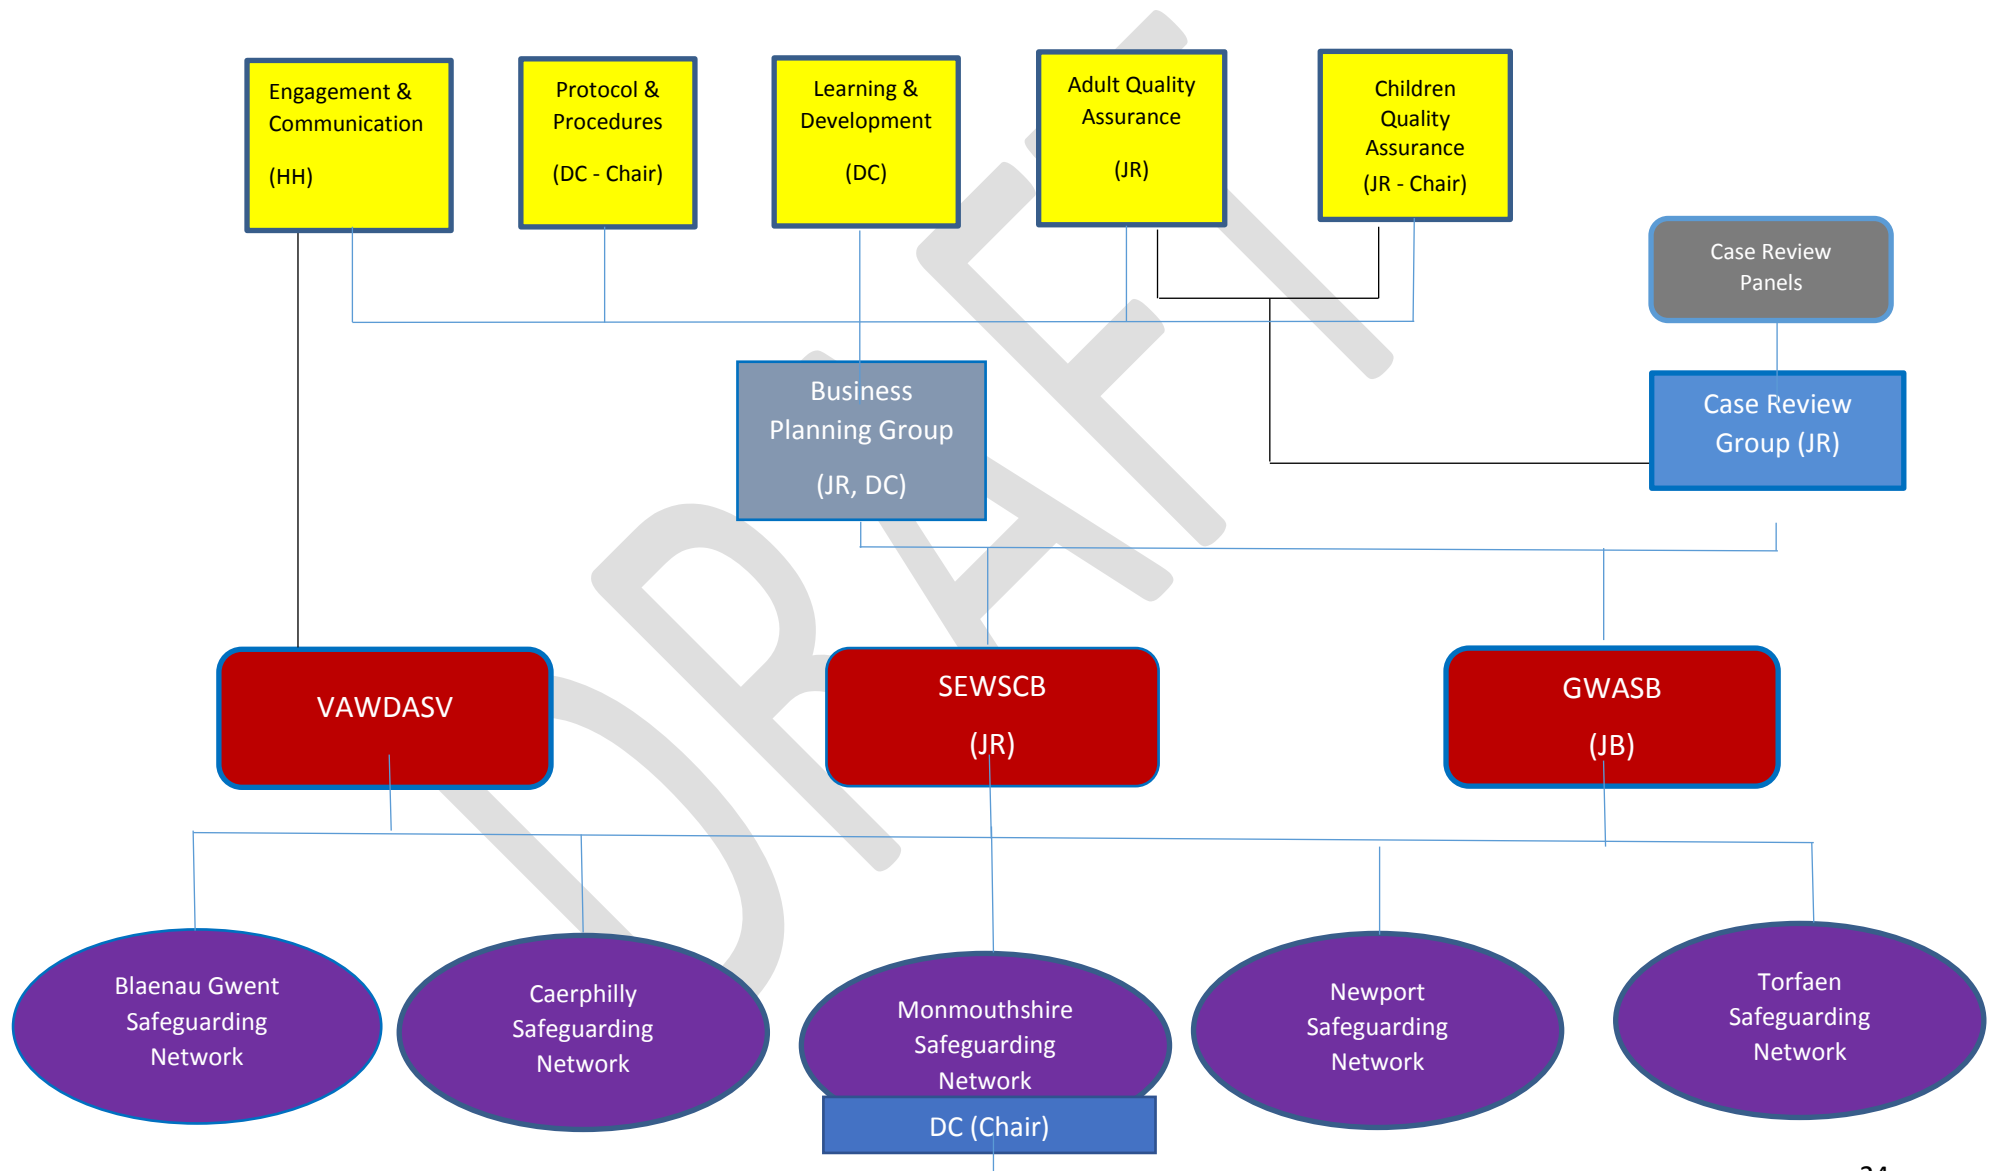 Engagement &
Communication
(HH)
Protocol &
Procedures
(DC - Chair)
Learning &
Development
(DC)
Adult Quality
Assurance
(JR)
Children
Quality
Assurance
(JR - Chair)
Case Review
Panels
Business
Planning Group
(JR, DC)
Case Review
Group (JR)
VAWDASV
SEWSCB
(JR)
GWASB
(JB)
Blaenau Gwent
Safeguarding
Network
Caerphilly
Safeguarding
Network
Monmouthshire
Safeguarding
Network
DC (Chair)
Newport
Safeguarding
Network
Torfaen
Safeguarding
Network
DRAFT